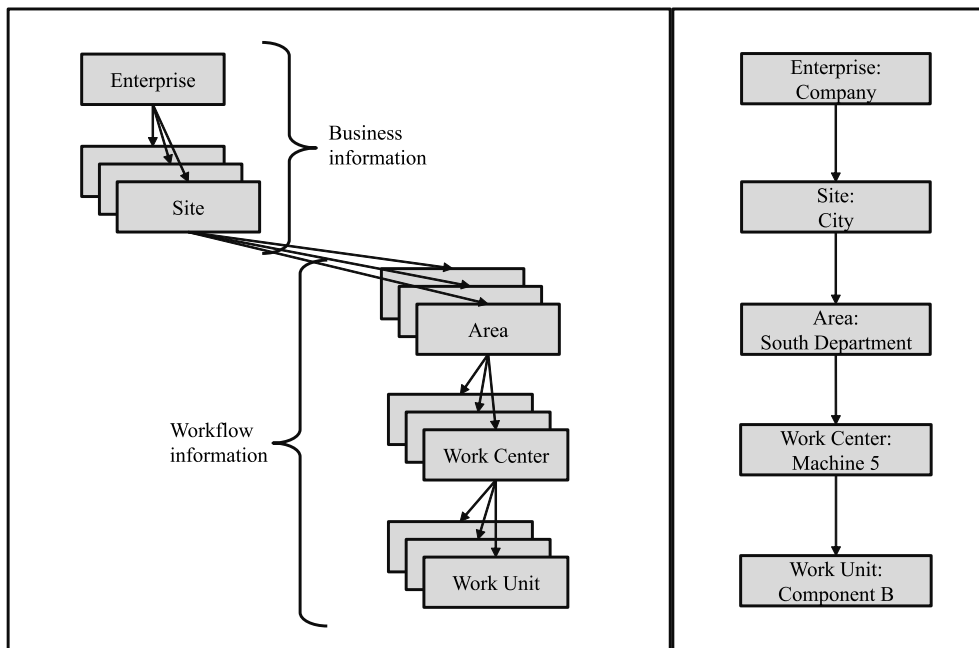 Enterprise
Business
information
Site
Area
Workflow
information
Work Center
Work Unit
Enterprise:
Company
Site:
City
Area:
South Department
Work Center:
Machine 5
Work Unit:
Component B